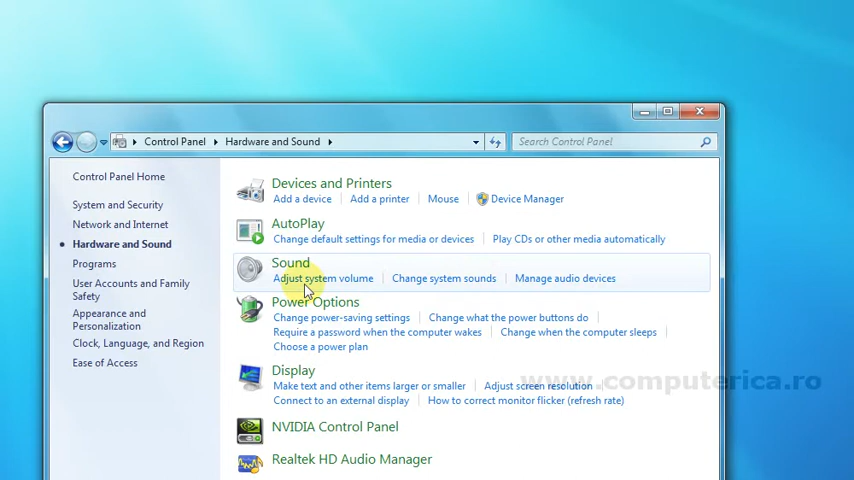 Control Panel Hardware and Sound Search Control Panel
Control Panel Home
System and Security
Network and Internet
Hardware and Sound
Programs
User Accounts and Family
Safety
Appearance and
Personalization
Clock, Language, and Region
Ease of Access
Devices and Printers
Add a device Add a printer Mouse Device Manager
AutoPlay
Change default settings for media or devices Play CDs or other media automatically
Sound
Adjust system volume Change system sounds Manage audio devices
Power Options
Change power-saving settings Change what the power buttons do
Require a password when the computer wakes Change when the computer sleeps
Choose a power plan
Display
Make text and other items larger or smaller Adjust screen resolution
Connect to an external display How to correct monitor flicker (refresh rate)
NVIDIA Control Panel
Realtek HD Audio Manager
www.computerica.ro